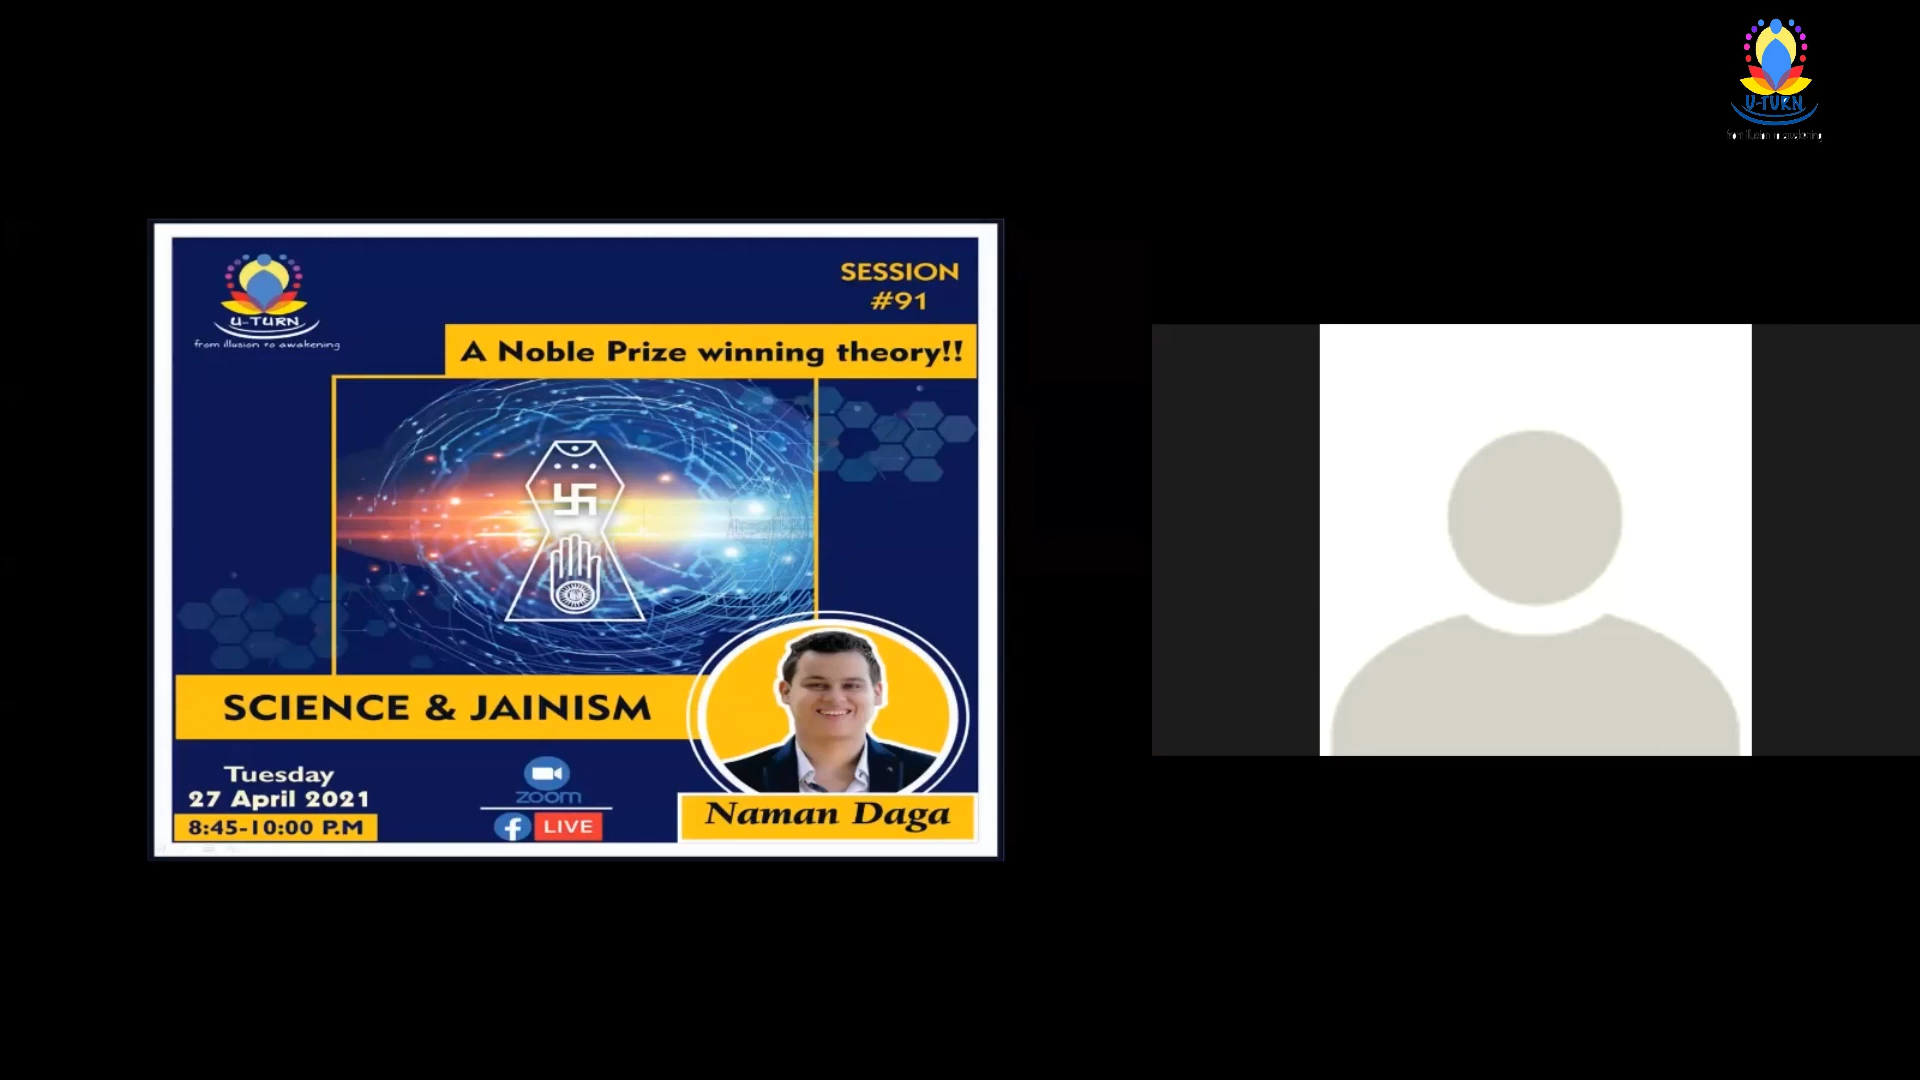 U-TURN
SESSION
#91
U-TURN
from illusion to awakening
A Noble Prize winning theory!!
SCIENCE & JAINISM
Tuesday
27 April 2021
8:45-10:00 P.M
zoom
f LIVE
Naman Daga